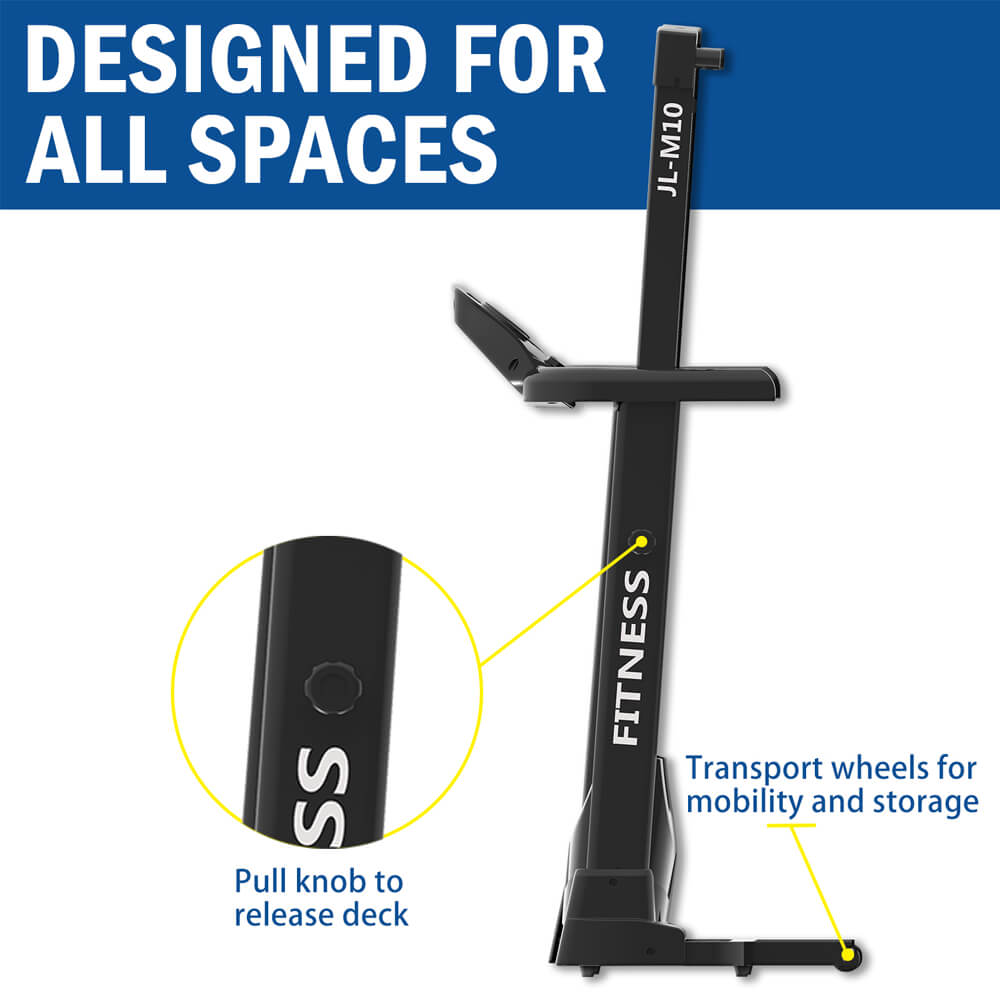 DESIGNED FOR
ALL SPACES
JL-M10
FITNESS
SS
Transport wheels for
mobility and storage
Pull knob to
release deck